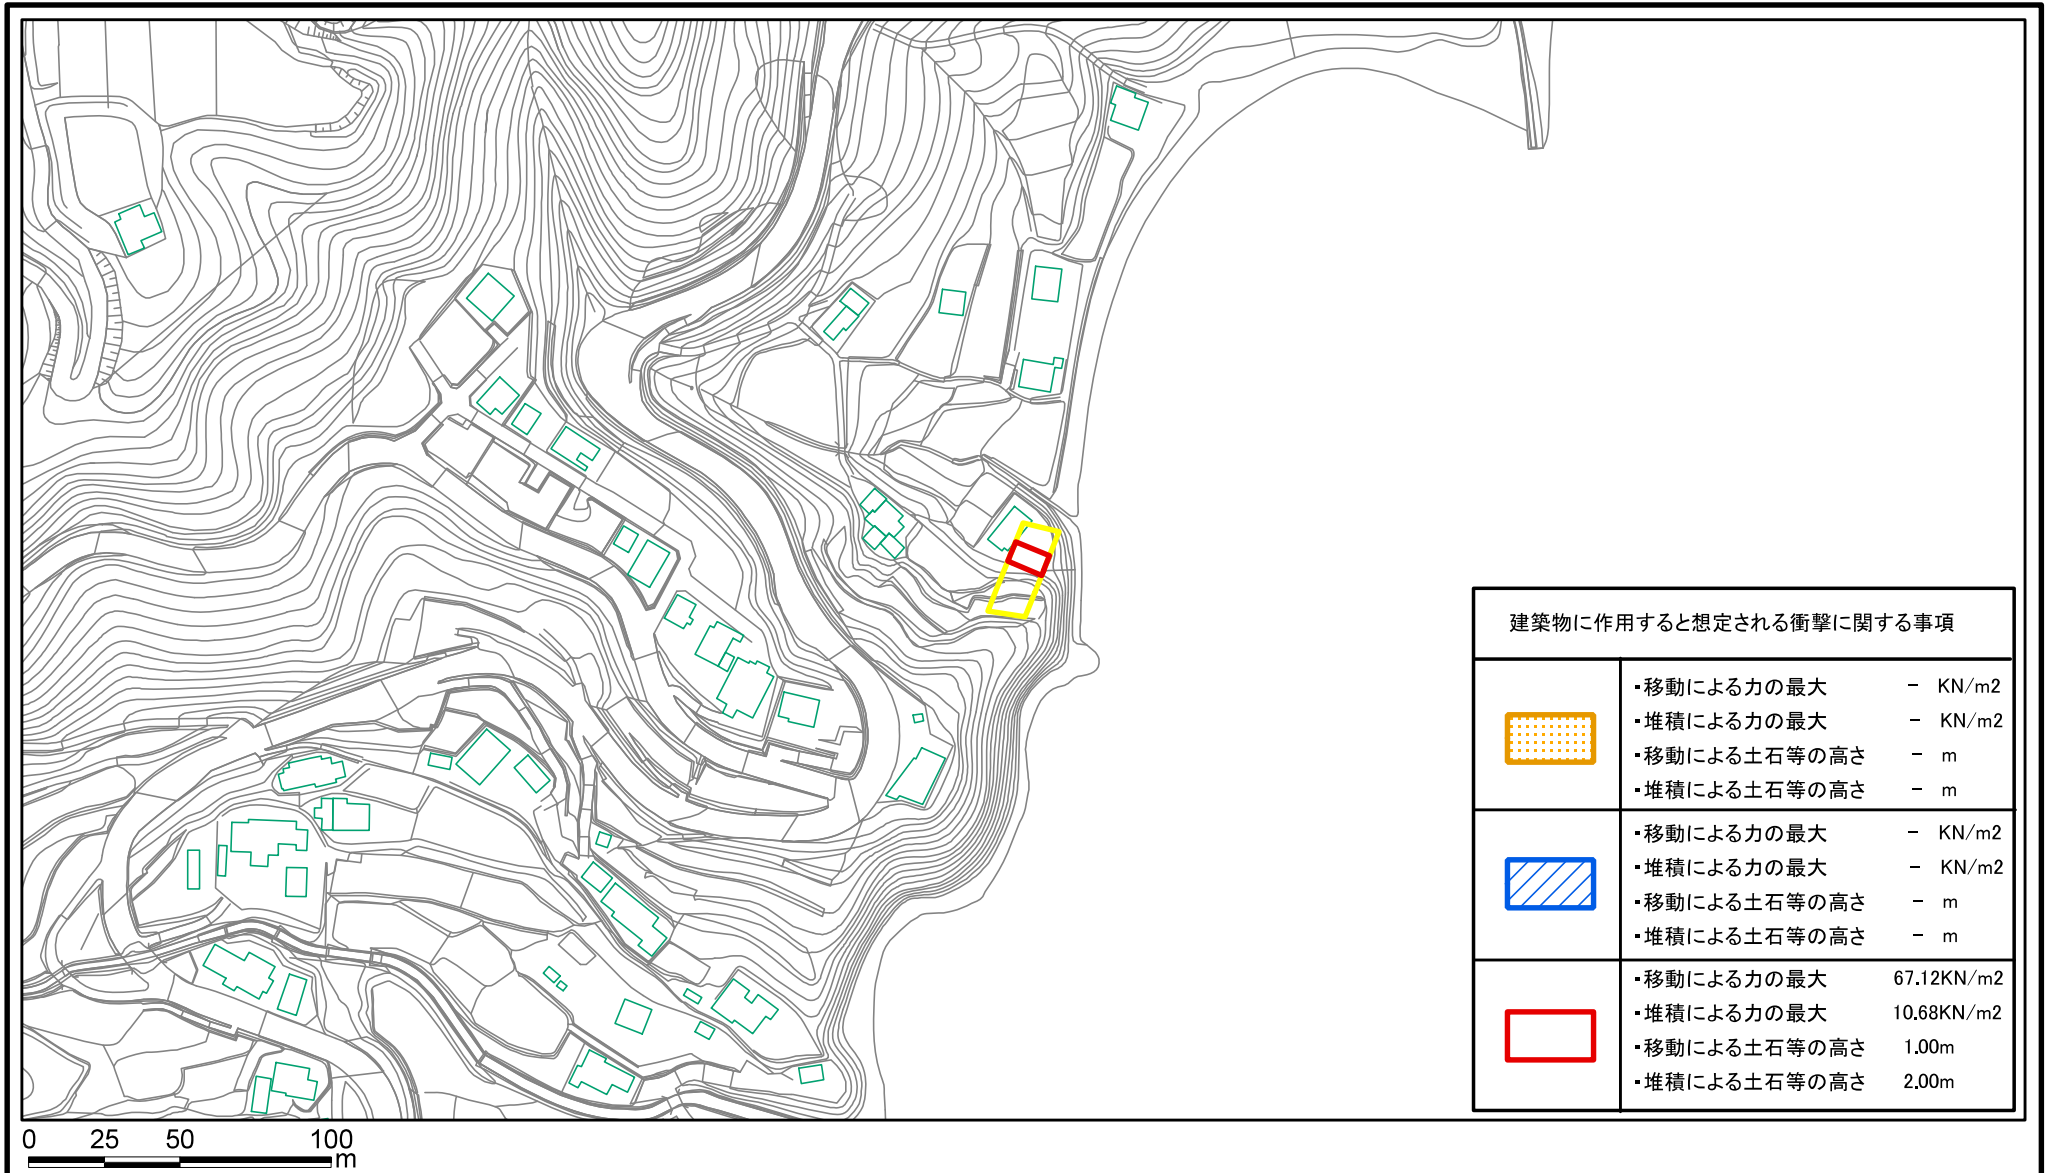 建築物に作用すると想定される衝撃に関する事項
・移動による力の最大 － KN/m2
・堆積による力の最大 － KN/m2
・移動による土石等の高さ － m
・堆積による土石等の高さ － m
・移動による力の最大 － KN/m2
・堆積による力の最大 － KN/m2
・移動による土石等の高さ － m
・堆積による土石等の高さ － m
・移動による力の最大 67.12KN/m2
・堆積による力の最大 10.68KN/m2
・移動による土石等の高さ 1.00m
・堆積による土石等の高さ 2.00m
0 25 50 100
m